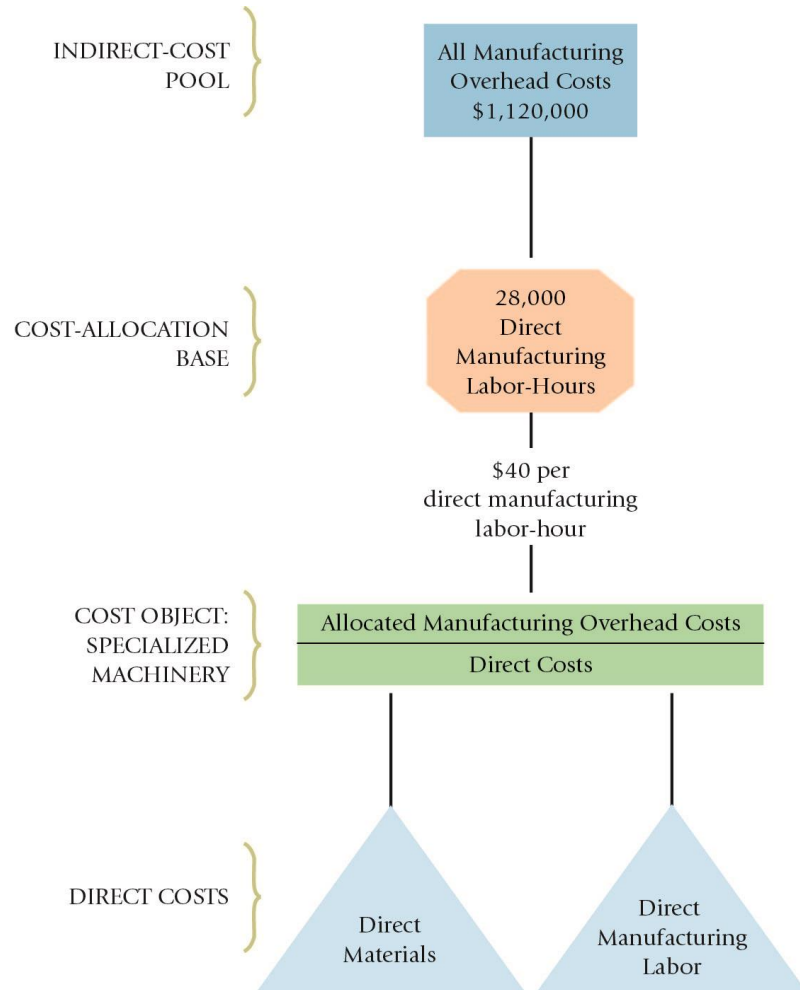 INDIRECT-COST
POOL
All Manufacturing
Overhead Costs
$1,120,000
COST-ALLOCATION
BASE
28,000
Direct
Manufacturing
Labor-Hours
$40 per
direct manufacturing
labor-hour
COST OBJECT:
SPECIALIZED
MACHINERY
Allocated Manufacturing Overhead Costs
Direct Costs
DIRECT COSTS
Direct
Materials
Direct
Manufacturing
Labor